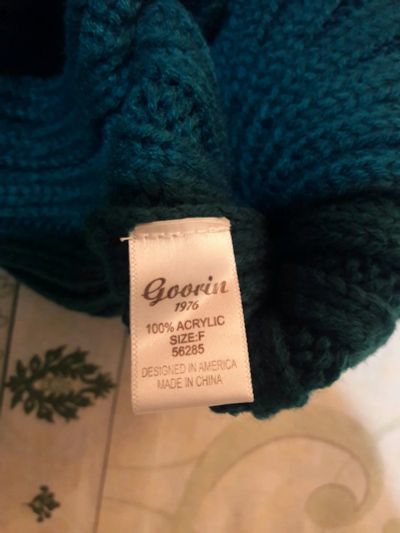 Goorin
1976
100% ACRYLIC
SIZE:F
56285
DESIGNED IN AMERICA
MADE IN CHINA